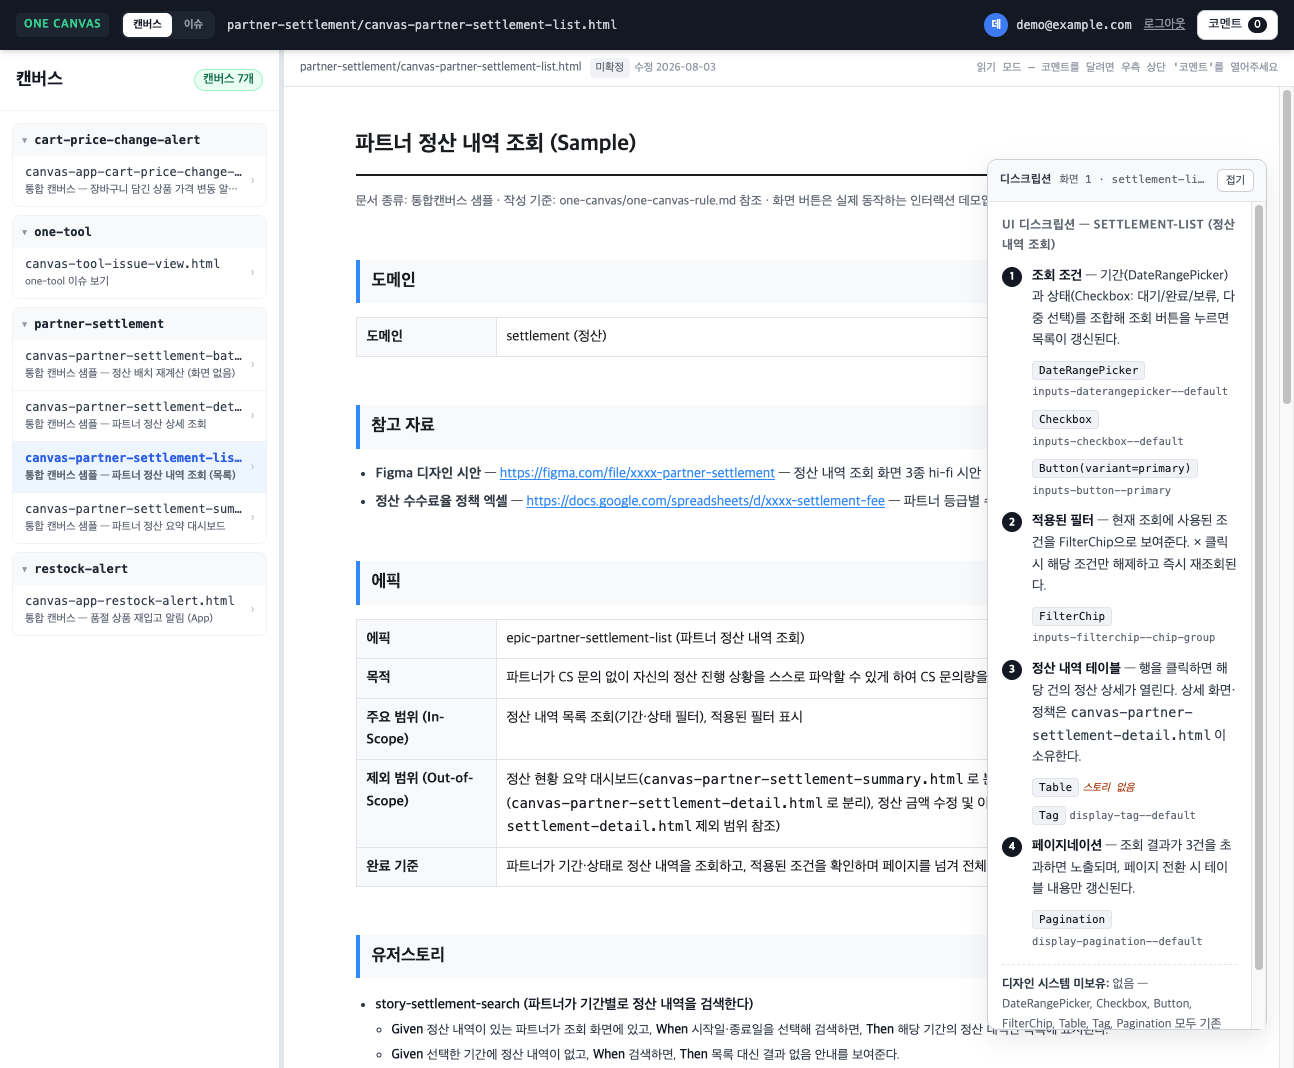 ONE CANVAS
캔버스
이슈
partner-settlement/canvas-partner-settlement-list.html
데
demo@example.com
로그아웃
코멘트 0
캔버스
캔버스 7개
▾ cart-price-change-alert
canvas-app-cart-price-change-…
통합 캔버스 — 장바구니 담긴 상품 가격 변동 알…
▾ one-tool
canvas-tool-issue-view.html
one-tool 이슈 보기
▾ partner-settlement
canvas-partner-settlement-bat…
통합 캔버스 샘플 — 정산 배치 재계산 (화면 없음)
canvas-partner-settlement-det…
통합 캔버스 샘플 — 파트너 정산 상세 조회
canvas-partner-settlement-lis…
통합 캔버스 샘플 — 파트너 정산 내역 조회 (목록)
canvas-partner-settlement-sum…
통합 캔버스 샘플 — 파트너 정산 요약 대시보드
▾ restock-alert
canvas-app-restock-alert.html
통합 캔버스 — 품절 상품 재입고 알림 (App)
partner-settlement/canvas-partner-settlement-list.html 미확정 수정 2026-08-03
읽기 모드 — 코멘트를 달려면 우측 상단 '코멘트'를 열어주세요
파트너 정산 내역 조회 (Sample)
문서 종류: 통합캔버스 샘플 · 작성 기준: one-canvas/one-canvas-rule.md 참조 · 화면 버튼은 실제 동작하는 인터랙션 데모입
도메인
도메인 settlement (정산)
참고 자료
• Figma 디자인 시안 — https://figma.com/file/xxxx-partner-settlement — 정산 내역 조회 화면 3종 hi-fi 시안
• 정산 수수료율 정책 엑셀 — https://docs.google.com/spreadsheets/d/xxxx-settlement-fee — 파트너 등급별
에픽
에픽 epic-partner-settlement-list (파트너 정산 내역 조회)
목적 파트너가 CS 문의 없이 자신의 정산 진행 상황을 스스로 파악할 수 있게 하여 CS 문의량을
주요 범위 (In-
Scope)
정산 내역 목록 조회(기간·상태 필터), 적용된 필터 표시
제외 범위 (Out-of-
Scope)
정산 현황 요약 대시보드(canvas-partner-settlement-summary.html 로 분
(canvas-partner-settlement-detail.html 로 분리), 정산 금액 수정 및 이
settlement-detail.html 제외 범위 참조)
완료 기준 파트너가 기간·상태로 정산 내역을 조회하고, 적용된 조건을 확인하며 페이지를 넘겨 전체
유저스토리
• story-settlement-search (파트너가 기간별로 정산 내역을 검색한다)
Given 정산 내역이 있는 파트너가 조회 화면에 있고, When 시작일·종료일을 선택해 검색하면, Then 해당 기간의 정산
Given 선택한 기간에 정산 내역이 없고, When 검색하면, Then 목록 대신 결과 없음 안내를 보여준다.
디스크립션 화면 1 · settlement-li… 접기
UI 디스크립션 — SETTLEMENT-LIST (정산
내역 조회)
1 조회 조건 — 기간(DateRangePicker)
과 상태(Checkbox: 대기/완료/보류, 다
중 선택)를 조합해 조회 버튼을 누르면
목록이 갱신된다.
DateRangePicker
inputs-daterangepicker--default
Checkbox
inputs-checkbox--default
Button(variant=primary)
inputs-button--primary
2 적용된 필터 — 현재 조회에 사용된 조
건을 FilterChip으로 보여준다. × 클릭
시 해당 조건만 해제하고 즉시 재조회된
다.
FilterChip
inputs-filterchip--chip-group
3 정산 내역 테이블 — 행을 클릭하면 해
당 건의 정산 상세가 열린다. 상세 화면·
정책은 canvas-partner-
settlement-detail.html 이
소유한다.
Table 스토리 없음
Tag display-tag--default
4 페이지네이션 — 조회 결과가 3건을 초
과하면 노출되며, 페이지 전환 시 테이
블 내용만 갱신된다.
Pagination
display-pagination--default
디자인 시스템 미보유: 없음 —
DateRangePicker, Checkbox, Button,
FilterChip, Table, Tag, Pagination 모두 기존